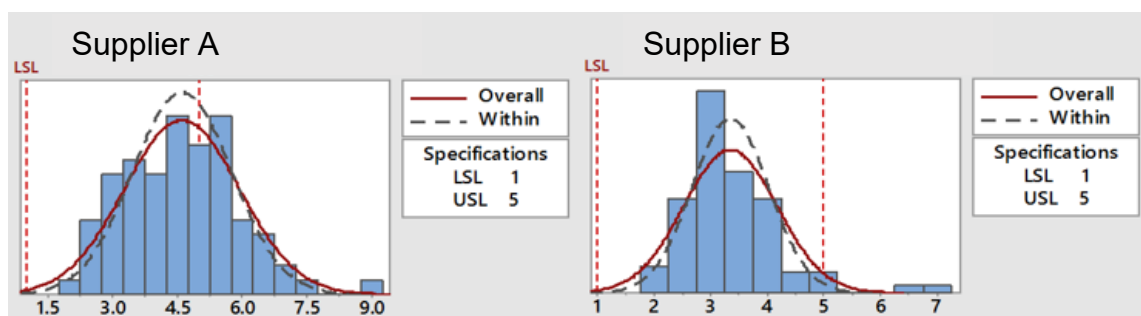 Supplier A
LSL
Overall
Within
Specifications
LSL 1
USL 5
1.5 3.0 4.5 6.0 7.5 9.0
Supplier B
LSL
Overall
Within
Specifications
LSL 1
USL 5
1 2 3 4 5 6 7